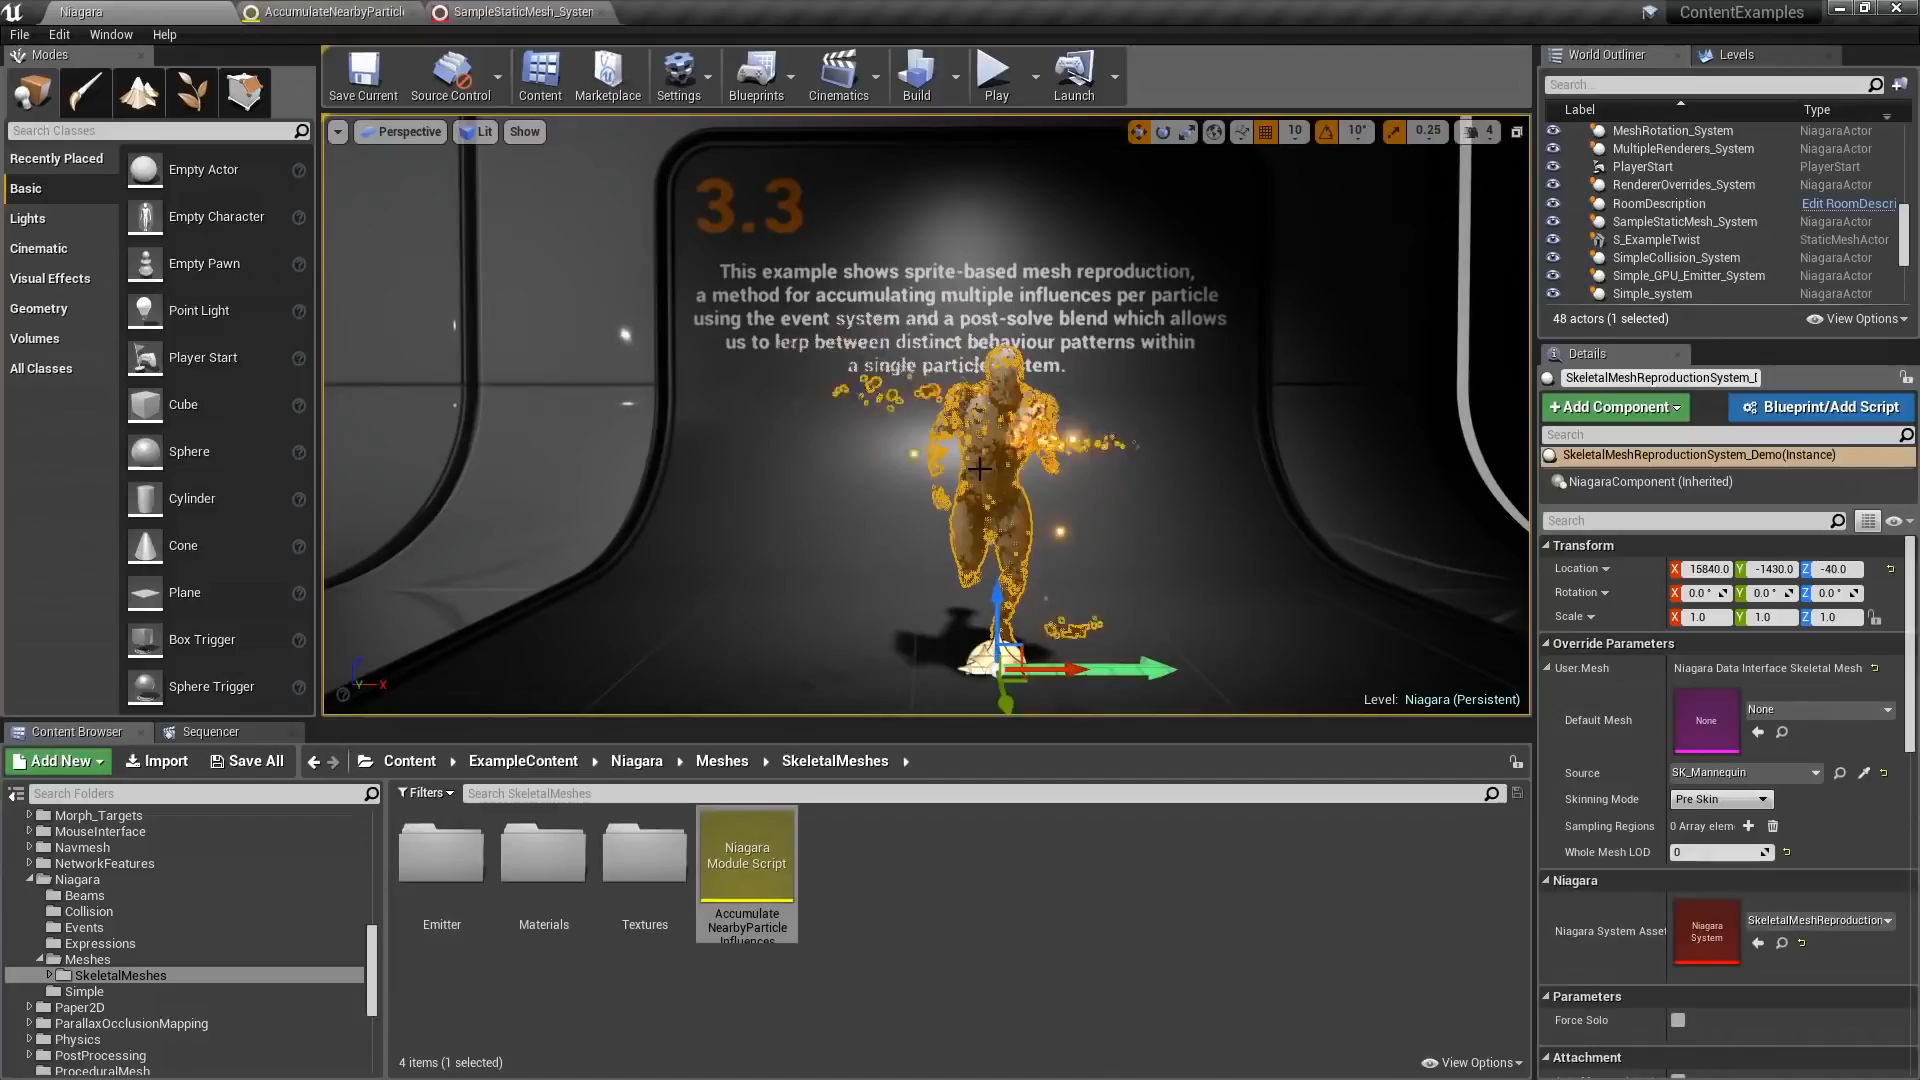 Niagara
AccumulateNearbyParticl
SampleStaticMesh_System
ContentExamples
File Edit Window Help
Modes
Search Classes
Recently Placed
Basic
Lights
Cinematic
Visual Effects
Geometry
Volumes
All Classes
Empty Actor
Empty Character
Empty Pawn
Point Light
Player Start
Cube
Sphere
Cylinder
Cone
Plane
Box Trigger
Sphere Trigger
Save Current
Source Control
Content
Marketplace
Settings
Blueprints
Cinematics
Build
Play
Launch
Perspective Lit Show
10 10° 0.25 4
3.3
This example shows sprite-based mesh reproduction,
a method for accumulating multiple influences per particle
using the event system and a post-solve blend which allows
us to lerp between distinct behaviour patterns within
a single particle system.
Z
Y X
Level: Niagara (Persistent)
World Outliner Levels
Search...
Label Type
MeshRotation_System NiagaraActor
MultipleRenderers_System NiagaraActor
PlayerStart PlayerStart
RendererOverrides_System NiagaraActor
RoomDescription Edit RoomDescri
SampleStaticMesh_System NiagaraActor
S_ExampleTwist StaticMeshActor
SimpleCollision_System NiagaraActor
Simple_GPU_Emitter_System NiagaraActor
Simple_system NiagaraActor
48 actors (1 selected) View Options
Details
SkeletalMeshReproductionSystem_
+Add Component Blueprint/Add Script
Search
SkeletalMeshReproductionSystem_Demo(Instance)
NiagaraComponent (Inherited)
Search
Transform
Location X 15840.0 Y -1430.0 Z -40.0
Rotation X 0.0 ° Y 0.0 ° Z 0.0 °
Scale X 1.0 Y 1.0 Z 1.0
Override Parameters
User.Mesh Niagara Data Interface Skeletal Mesh
Default Mesh None None
Source SK_Mannequin
Skinning Mode Pre Skin
Sampling Regions 0 Array elem
Whole Mesh LOD 0
Niagara
Niagara System Asset
Niagara System
SkeletalMeshReproduction
Parameters
Force Solo
Attachment
Content Browser Sequencer
Add New Import Save All Content ExampleContent Niagara Meshes SkeletalMeshes
Search Folders
Filters Search SkeletalMeshes
Morph_Targets
MouseInterface
Navmesh
NetworkFeatures
Niagara
Beams
Collision
Events
Expressions
Meshes
SkeletalMeshes
Simple
Paper2D
ParallaxOcclusionMapping
Physics
PostProcessing
ProceduralMesh
Emitter
Materials
Textures
Niagara
Module Script
Accumulate
NearbyParticle
Influences
4 items (1 selected)
View Options